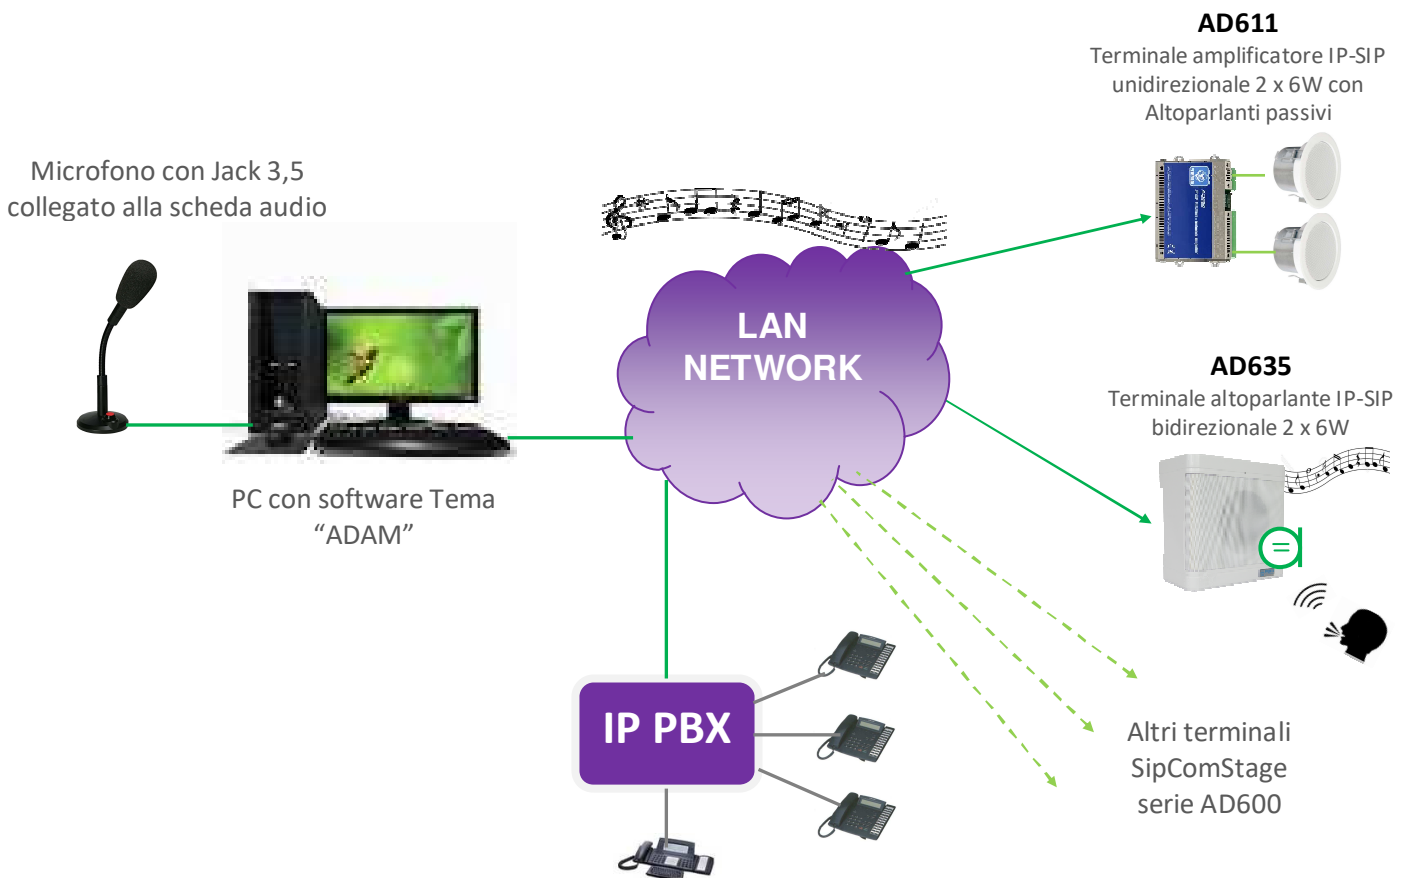 AD611
Terminale amplificatore IP-SIP
unidirezionale 2 x 6W con
Altoparlanti passivi
Microfono con Jack 3,5
collegato alla scheda audio
LAN
NETWORK
AD635
Terminale altoparlante IP-SIP
bidirezionale 2 x 6W
PC con software Tema
“ADAM”
IP PBX
Altri terminali
SipComStage
serie AD600